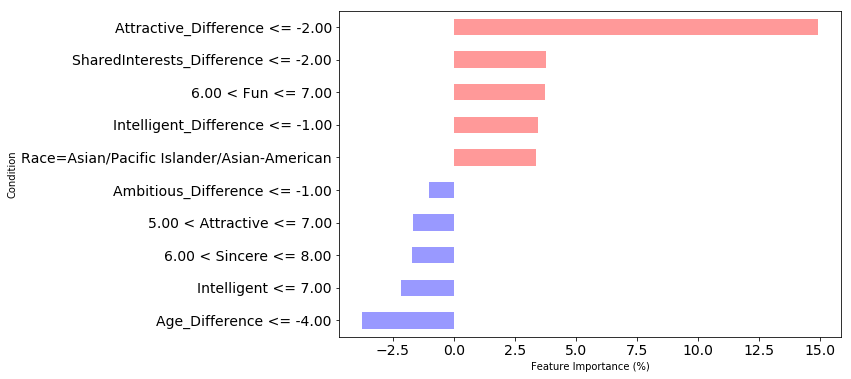 Attractive_Difference <= -2.00
SharedInterests_Difference <= -2.00
6.00 < Fun <= 7.00
Intelligent_Difference <= -1.00
Race=Asian/Pacific Islander/Asian-American
Ambitious_Difference <= -1.00
5.00 < Attractive <= 7.00
6.00 < Sincere <= 8.00
Intelligent <= 7.00
Age_Difference <= -4.00
Condition
−2.5 0.0 2.5 5.0 7.5 10.0 12.5 15.0
Feature Importance (%)